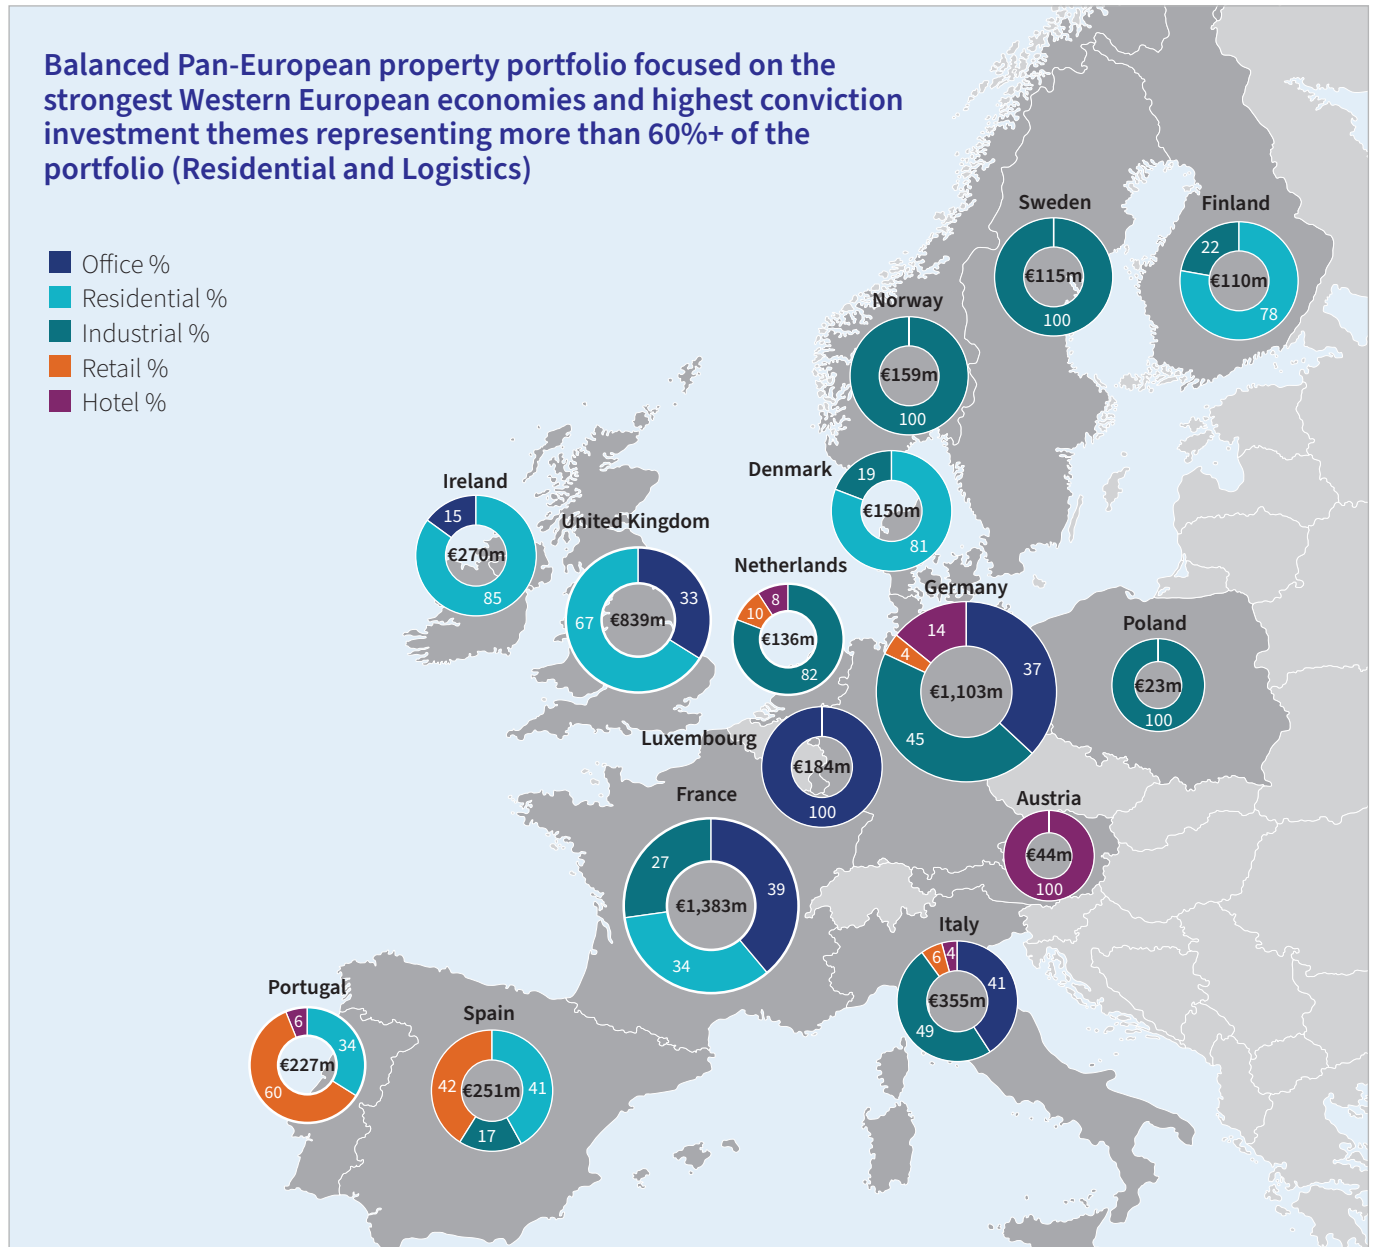 Balanced Pan-European property portfolio focused on the
strongest Western European economies and highest conviction
investment themes representing more than 60%+ of the
portfolio (Residential and Logistics)
Office %
Residential %
Industrial %
Retail %
Hotel %
Sweden
€115m
100
Finland
22
€110m
78
Norway
€159m
100
Denmark
19
€150m
81
Ireland
15
€270m
85
United Kingdom
33
€839m
67
Netherlands
8
10
€136m
82
Germany
14
4
37
€1,103m
45
Poland
€23m
100
Luxembourg
€184m
100
France
27
39
€1,383m
34
Austria
€44m
100
Italy
6
4
41
€355m
49
Portugal
6
34
€227m
60
Spain
42
€251m
41
17